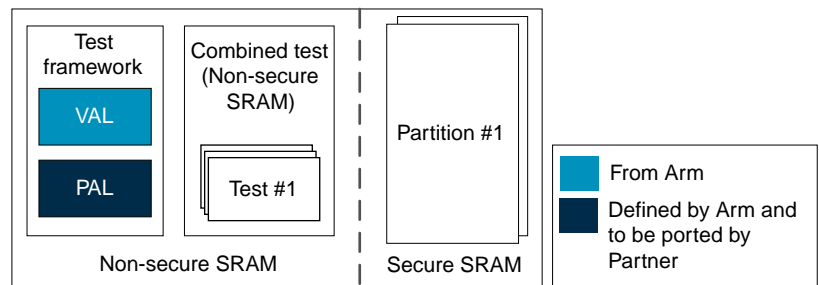 Test
framework
VAL
PAL
Combined test
(Non-secure
SRAM)
Test #1
Non-secure SRAM
Partition #1
Secure SRAM
From Arm
Defined by Arm and
to be ported by
Partner